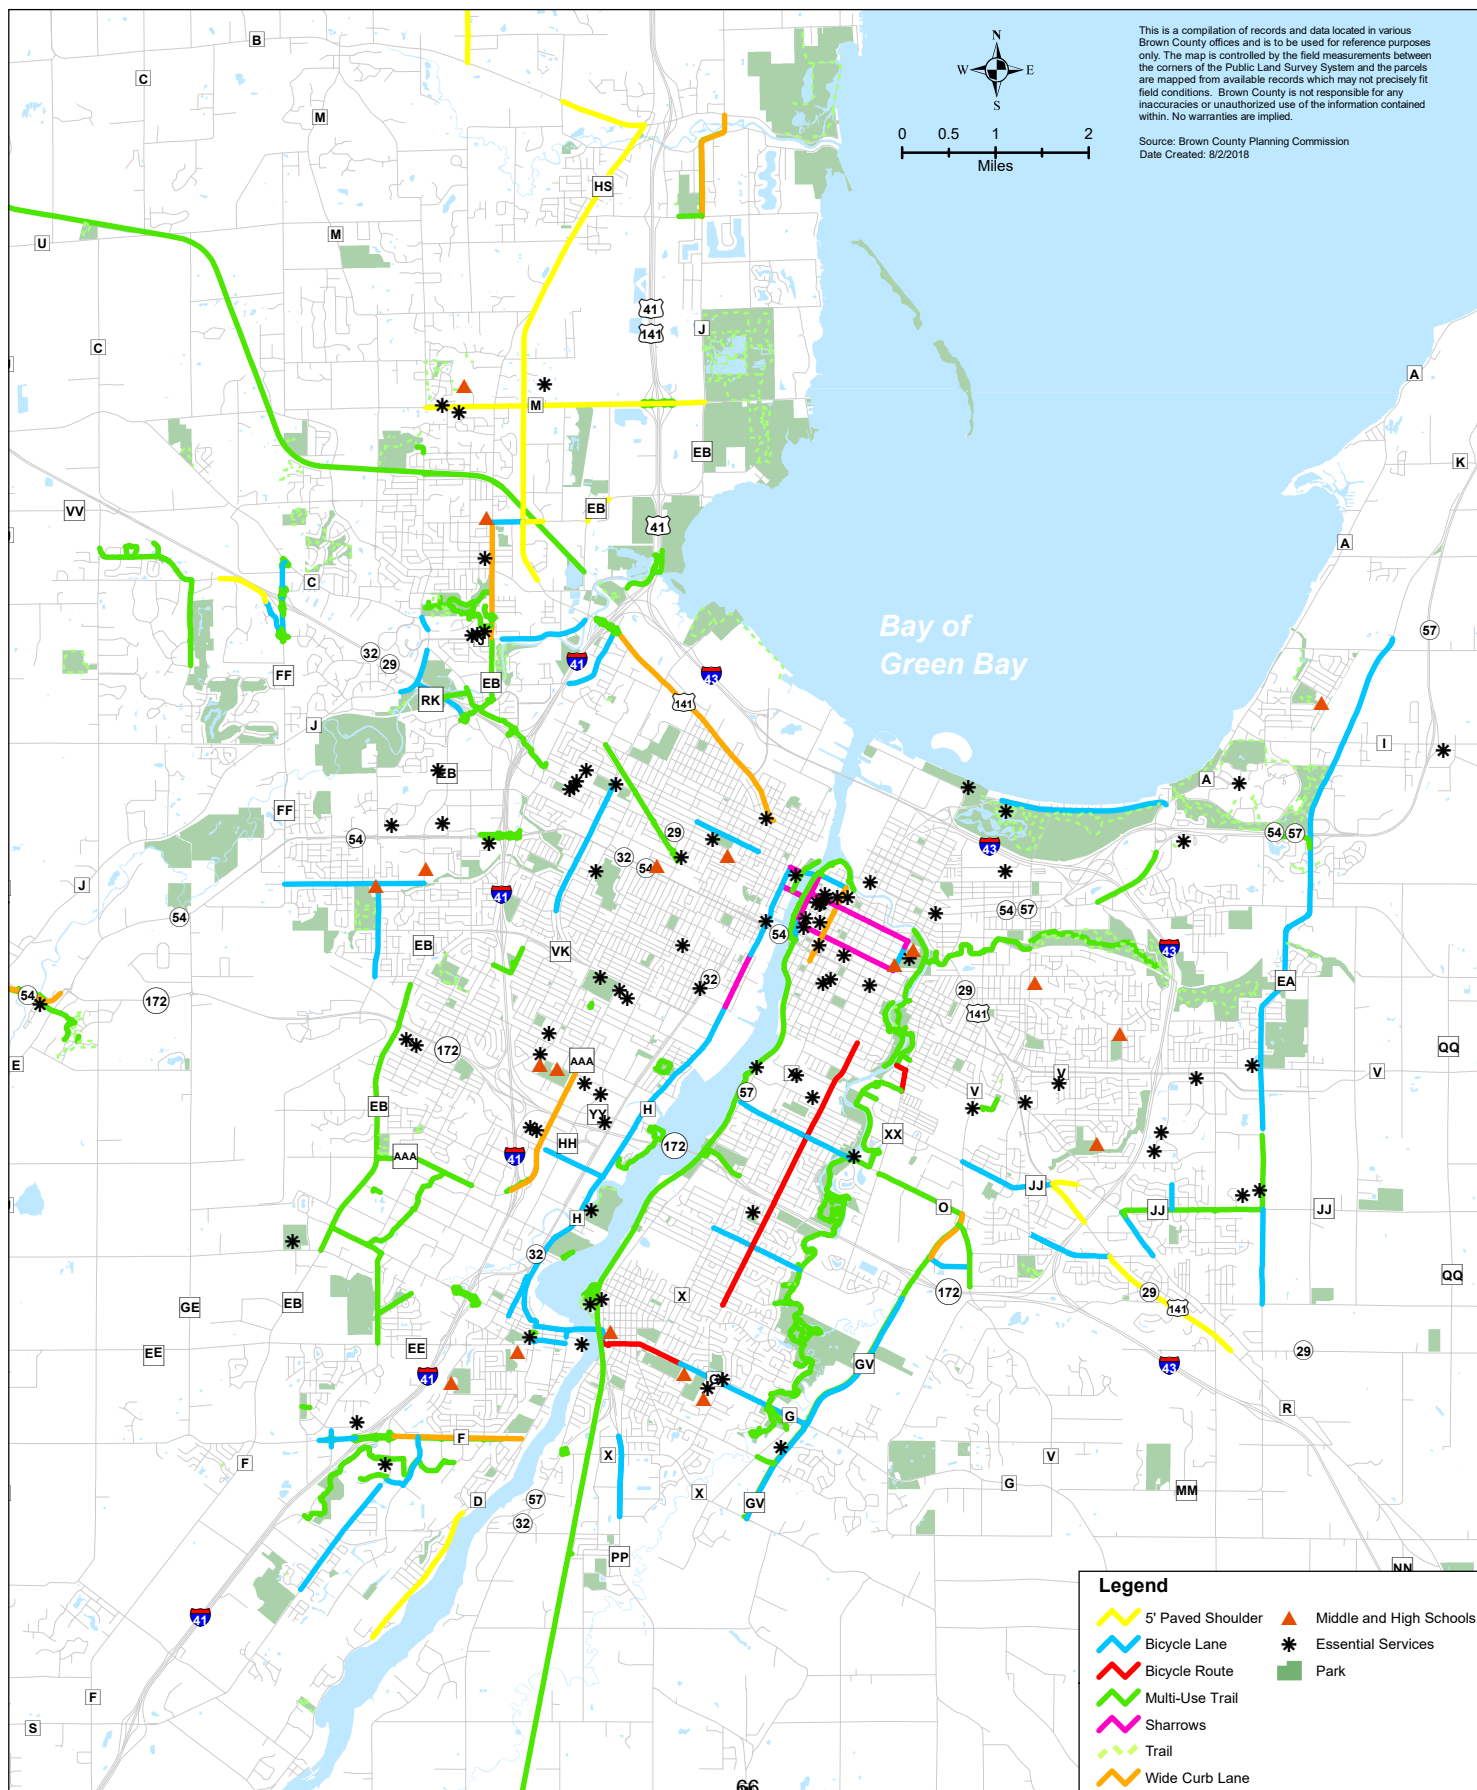 This is a compilation of records and data located in various
Brown County offices and is to be used for reference purposes
only. The map is controlled by the field measurements between
the corners of the Public Land Survey System and the parcels
are mapped from available records which may not precisely fit
field conditions.  Brown County is not responsible for any
inaccuracies or unauthorized use of the information contained
within. No warranties are implied.
Source: Brown County Planning Commission
Date Created: 8/2/2018
N
W E
S
0 0.5 1 2
Miles
B
C
M
HS
U
M
41
141
J
C
A
M
EB
K
VV
EB
41
A
C
57
32
29
J
41
43
FF
EB
RK
141
J
I
EB
A
FF
54
29
54 57
43
32
54
J
41
54
54 57
54
EB
VK
43
32
EA
54
172
29
141
172
AAA
QQ
E
X
V
V
57
V
EB
YY
H
HH
172
XX
AAA
41
JJ
JJ
JJ
H
O
32
QQ
GE
EB
X
172
29
141
EE
EE
29
41
GV
43
G
G
R
F
F
X
V
G
X
MM
D
57
GV
32
PP
NN
41
F
S
Bay of
Green Bay
Legend
5' Paved Shoulder
Bicycle Lane
Bicycle Route
Multi-Use Trail
Sharrows
Trail
Wide Curb Lane
Middle and High Schools
Essential Services
Park
66